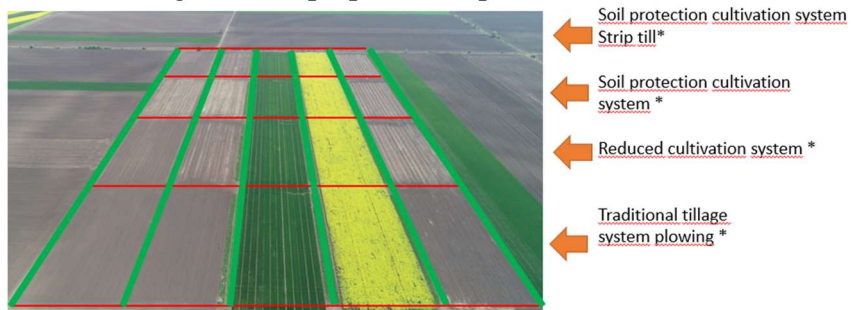 Soil protection cultivation system
Strip till*
Soil protection cultivation
system *
Reduced cultivation system *
Traditional tillage
system plowing *